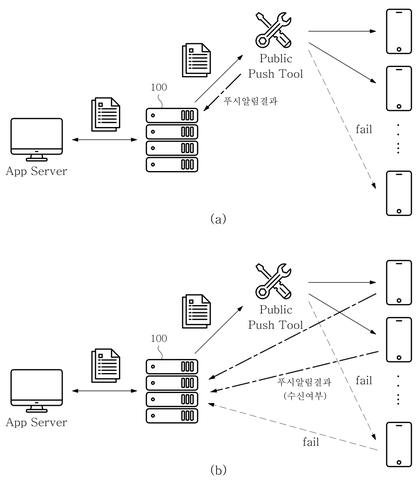 Public
Push Tool
100
푸시알림결과
fail
App Server
(a)
Public
Push Tool
100
fail
푸시알림결과
(수신여부)
App Server
fail
(b)